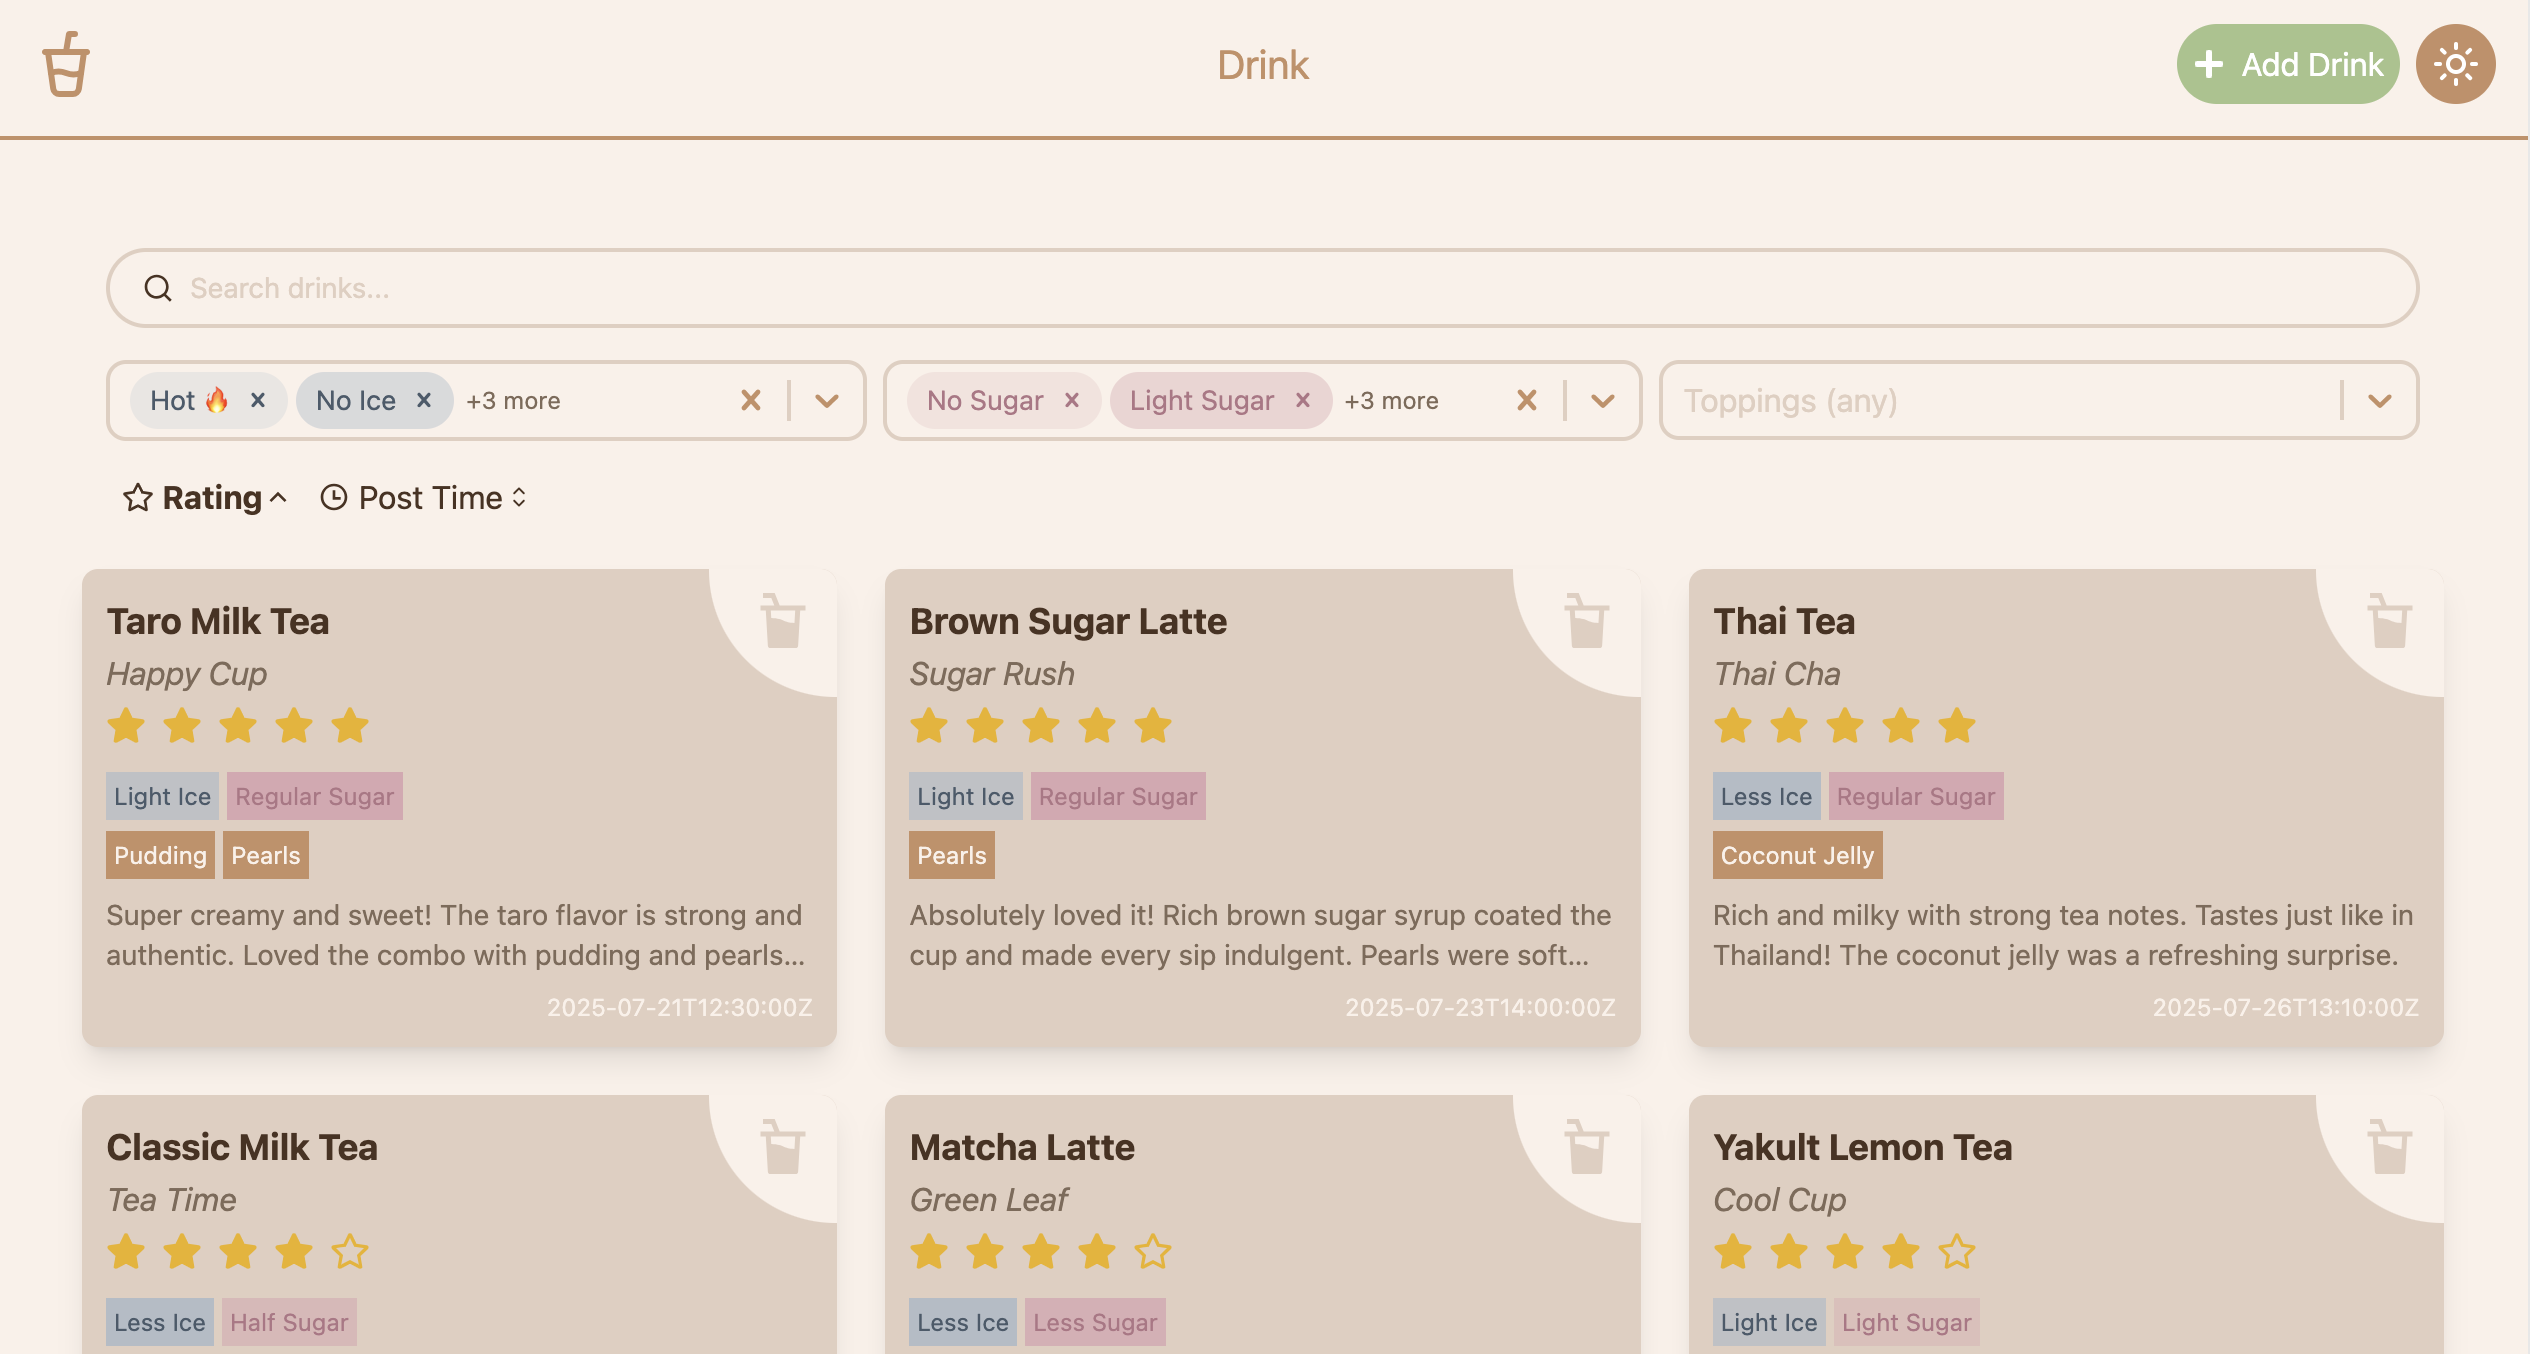 Drink
Add Drink
Search drinks...
Hot 🔥 × No Ice × +3 more
No Sugar × Light Sugar × +3 more
Toppings (any)
Rating Post Time
Taro Milk Tea
Happy Cup
Light Ice Regular Sugar
Pudding Pearls
Super creamy and sweet! The taro flavor is strong and
authentic. Loved the combo with pudding and pearls...
2025-07-21T12:30:00Z
Brown Sugar Latte
Sugar Rush
Light Ice Regular Sugar
Pearls
Absolutely loved it! Rich brown sugar syrup coated the
cup and made every sip indulgent. Pearls were soft...
2025-07-23T14:00:00Z
Thai Tea
Thai Cha
Less Ice Regular Sugar
Coconut Jelly
Rich and milky with strong tea notes. Tastes just like in
Thailand! The coconut jelly was a refreshing surprise.
2025-07-26T13:10:00Z
Classic Milk Tea
Tea Time
Less Ice Half Sugar
Matcha Latte
Green Leaf
Less Ice Less Sugar
Yakult Lemon Tea
Cool Cup
Light Ice Light Sugar